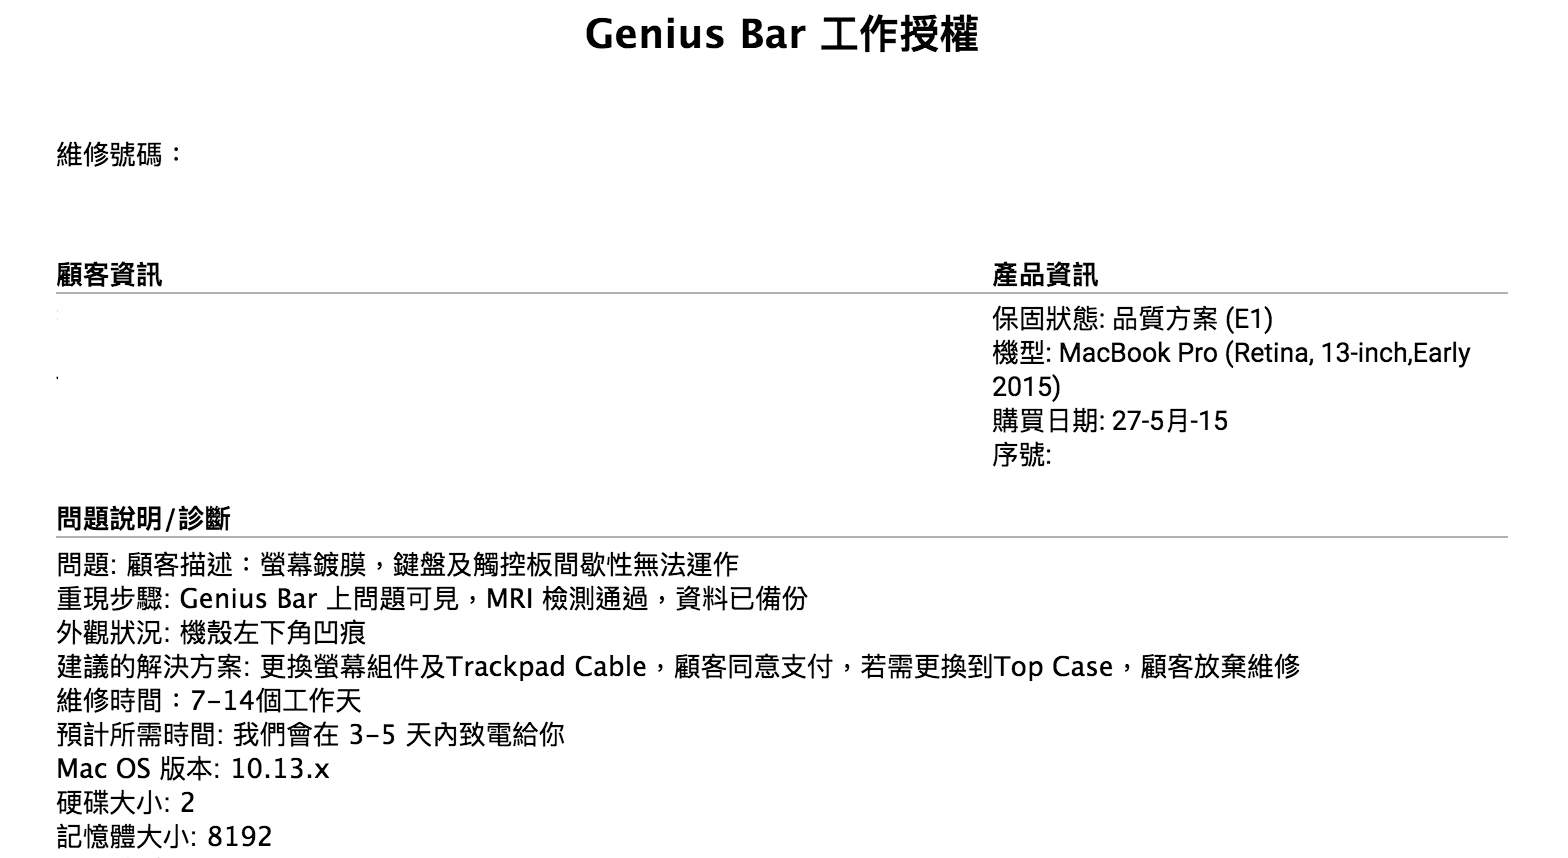 Genius Bar 工作授權
維修號碼：
顧客資訊
產品資訊
保固狀態: 品質方案 (E1)
機型: MacBook Pro (Retina, 13-inch,Early
2015)
購買日期: 27-5月-15
序號:
問題說明/診斷
問題: 顧客描述：螢幕鍍膜，鍵盤及觸控板間歇性無法運作
重現步驟: Genius Bar 上問題可見，MRI 檢測通過，資料已備份
外觀狀況: 機殼左下角凹痕
建議的解決方案: 更換螢幕組件及Trackpad Cable，顧客同意支付，若需更換到Top Case，顧客放棄維修
維修時間：7-14個工作天
預計所需時間: 我們會在 3-5 天內致電給你
Mac OS 版本: 10.13.x
硬碟大小: 2
記憶體大小: 8192